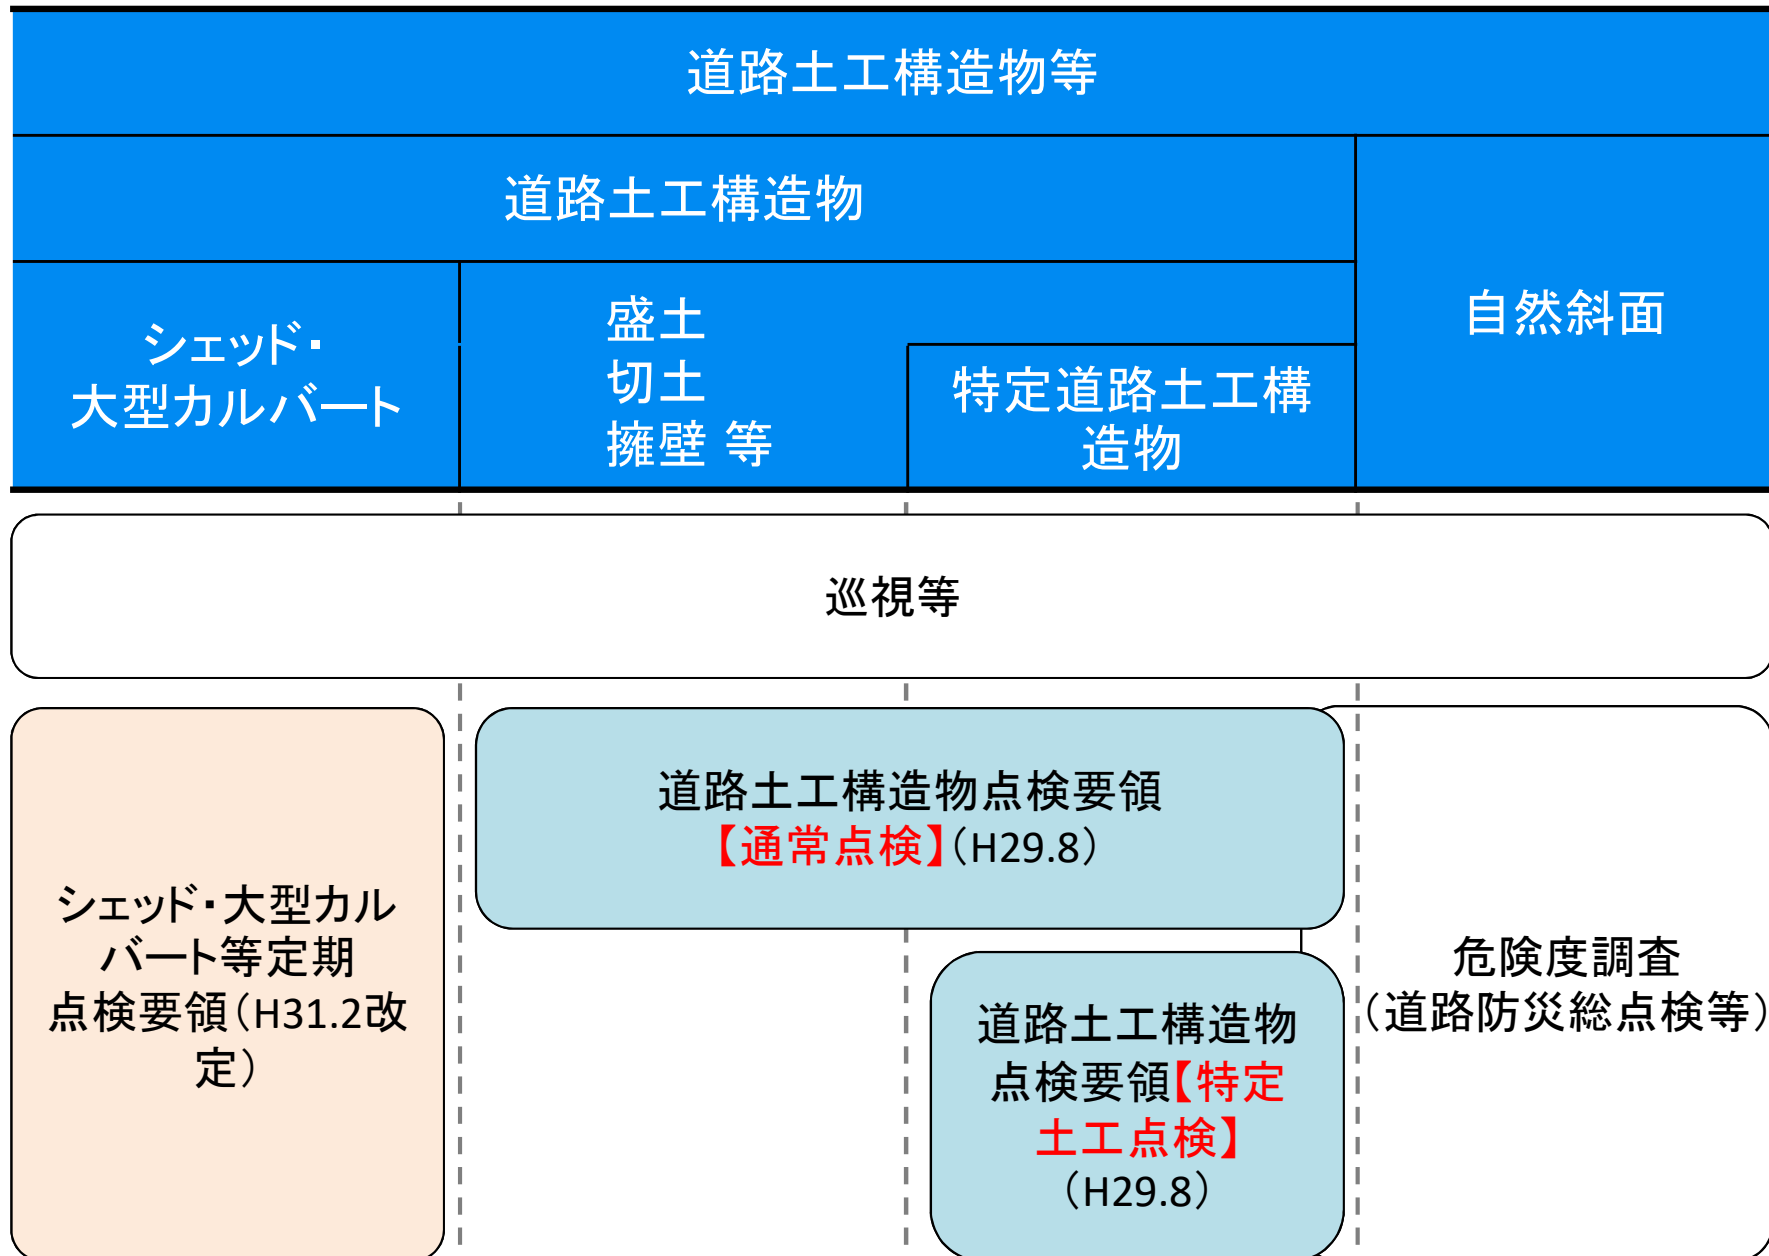 道路土工構造物等
道路土工構造物
自然斜面
シェッド・
大型カルバート
盛土
切土
擁壁 等
特定道路土工構
造物
巡視等
シェッド・大型カル
バート等定期
点検要領（H31.2改
定）
道路土工構造物点検要領
【通常点検】（H29.8）
道路土工構造物
点検要領【特定
土工点検】
（H29.8）
危険度調査
（道路防災総点検等）